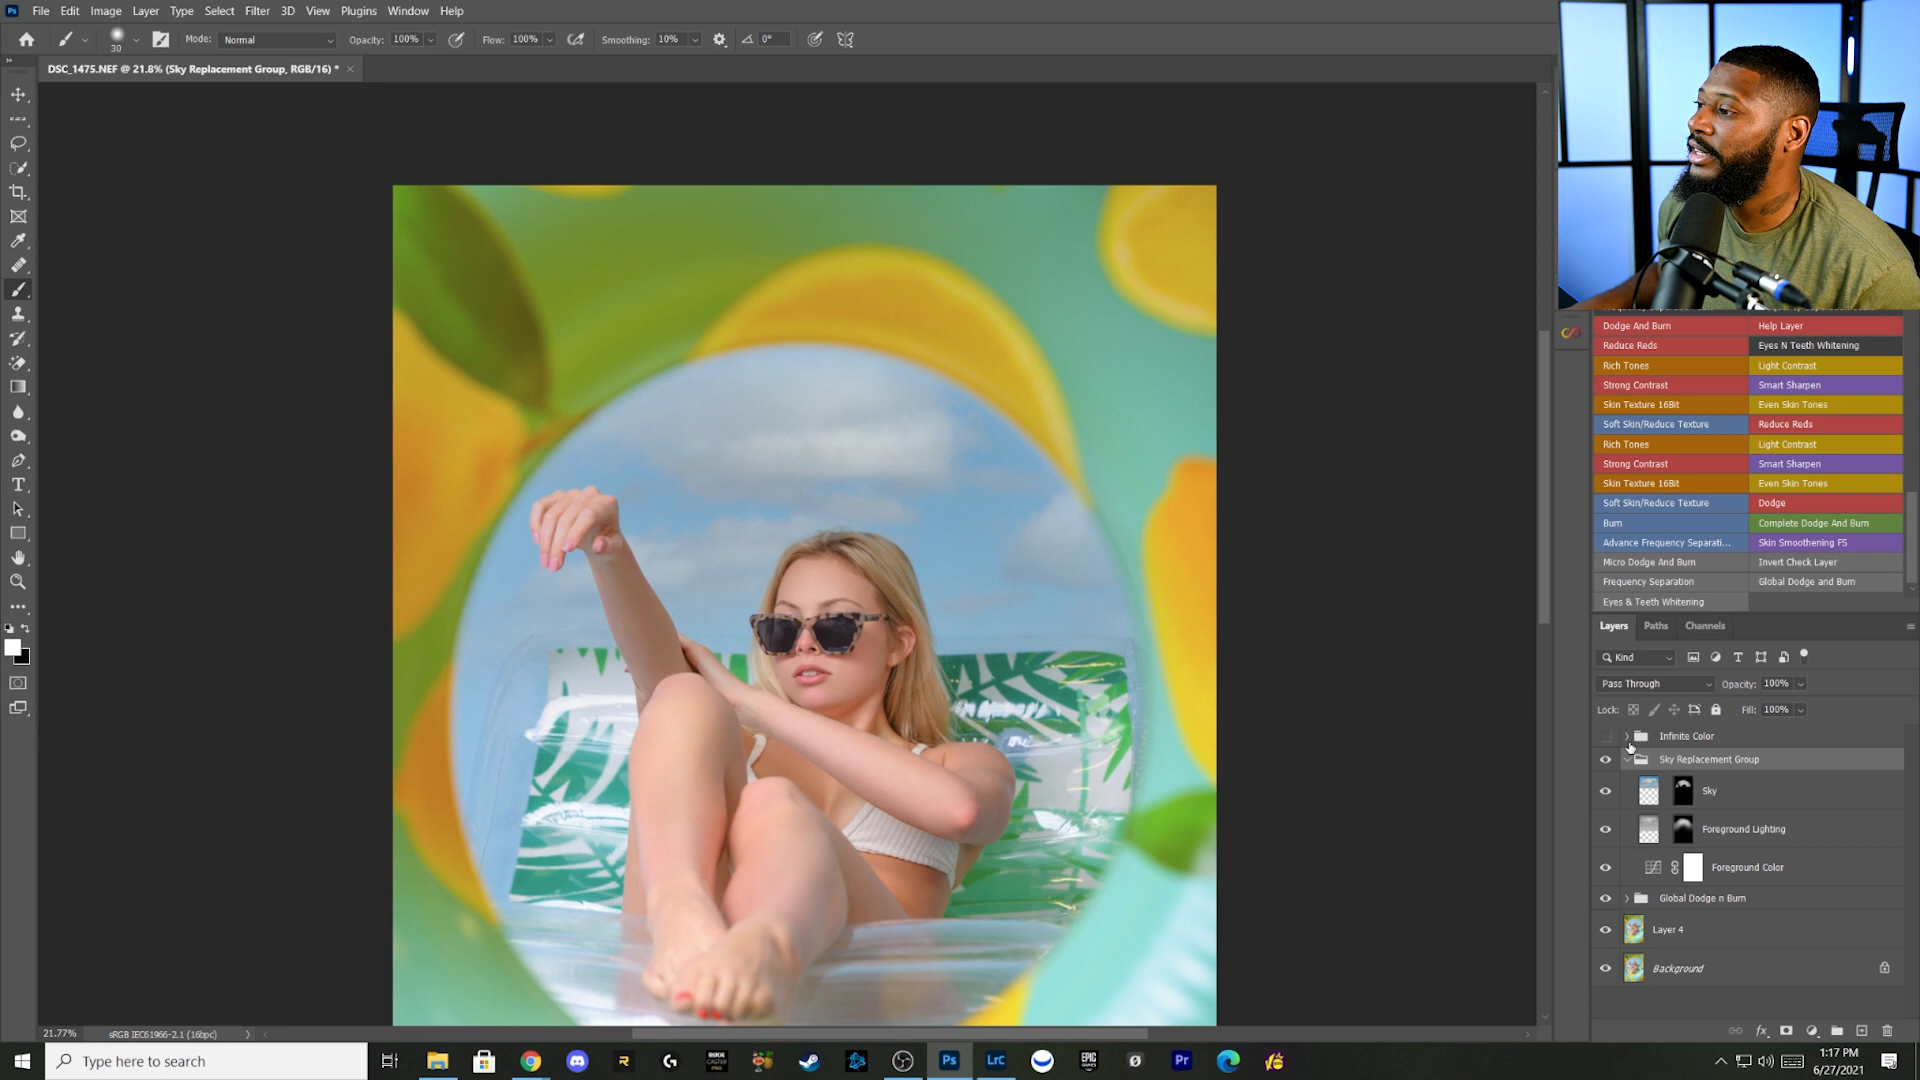 File Edit Image Layer Type Select Filter 3D View Plugins Window Help
30 Mode: Normal Opacity: 100% Flow: 100% Smoothing: 10% 0°
DSC_1475.NEF @ 21.8% (Sky Replacement Group, RGB/16) *
Dodge And Burn Help Layer
Reduce Reds Eyes N Teeth Whitening
Rich Tones Light Contrast
Strong Contrast Smart Sharpen
Skin Texture 16Bit Even Skin Tones
Soft Skin/Reduce Texture Reduce Reds
Rich Tones Light Contrast
Strong Contrast Smart Sharpen
Skin Texture 16Bit Even Skin Tones
Soft Skin/Reduce Texture Dodge
Burn Complete Dodge And Burn
Advance Frequency Separati... Skin Smoothening FS
Micro Dodge And Burn Invert Check Layer
Frequency Separation Global Dodge and Burn
Eyes & Teeth Whitening
Layers Paths Channels
Kind
Pass Through Opacity: 100%
Lock: Fill: 100%
Infinite Color
Sky Replacement Group
Sky
Foreground Lighting
Foreground Color
Global Dodge n Burn
Layer 4
Background
21.77% sRGB IEC61966-2.1 (16bpc)
Type here to search
Ps LrC Pr
1:17 PM
6/27/2021